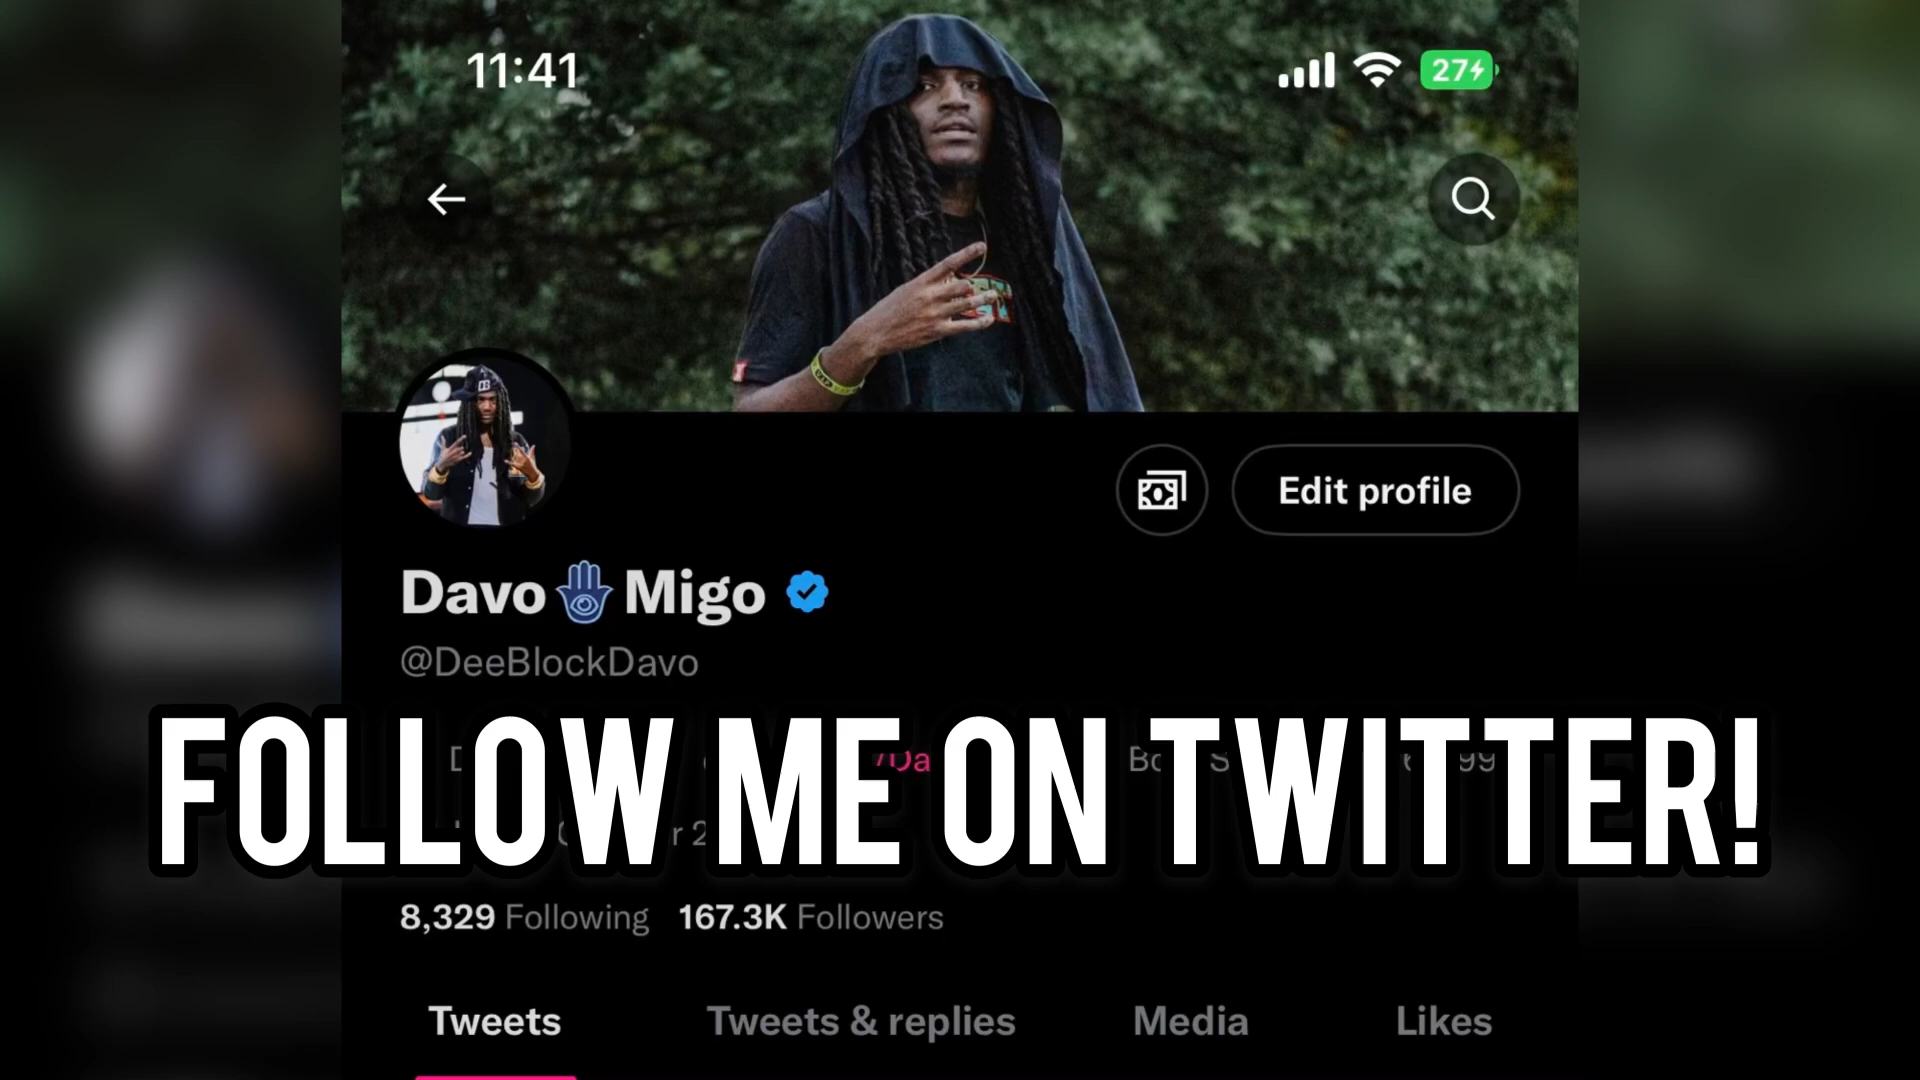 11:41
27
Edit profile
Davo🪬Migo
@DeeBlockDavo
FOLLOW ME ON TWITTER!
8,329 Following 167.3K Followers
Tweets Tweets & replies Media Likes